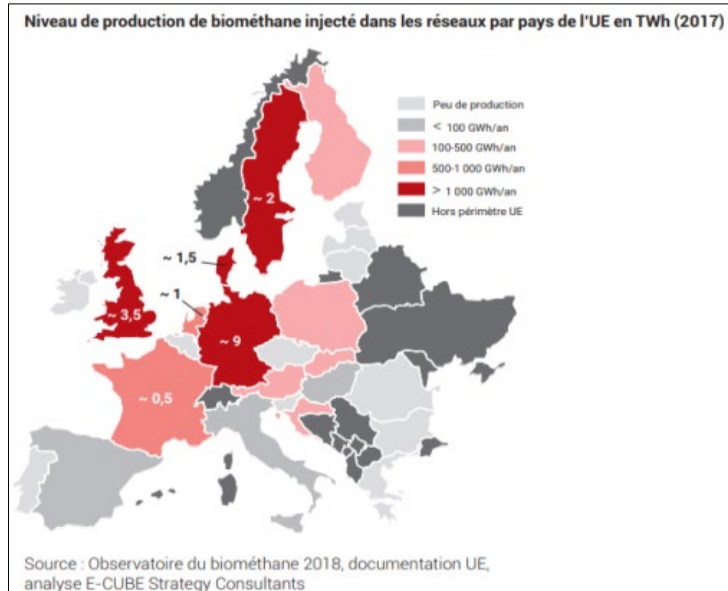 Niveau de production de biométhane injecté dans les réseaux par pays de l'UE en TWh (2017)
Peu de production
< 100 GWh/an
100-500 GWh/an
500-1 000 GWh/an
> 1 000 GWh/an
Hors périmètre UE
~ 2
~ 1,5
~ 1
~ 3,5
~ 9
~ 0,5
Source : Observatoire du biométhane 2018, documentation UE,
analyse E-CUBE Strategy Consultants